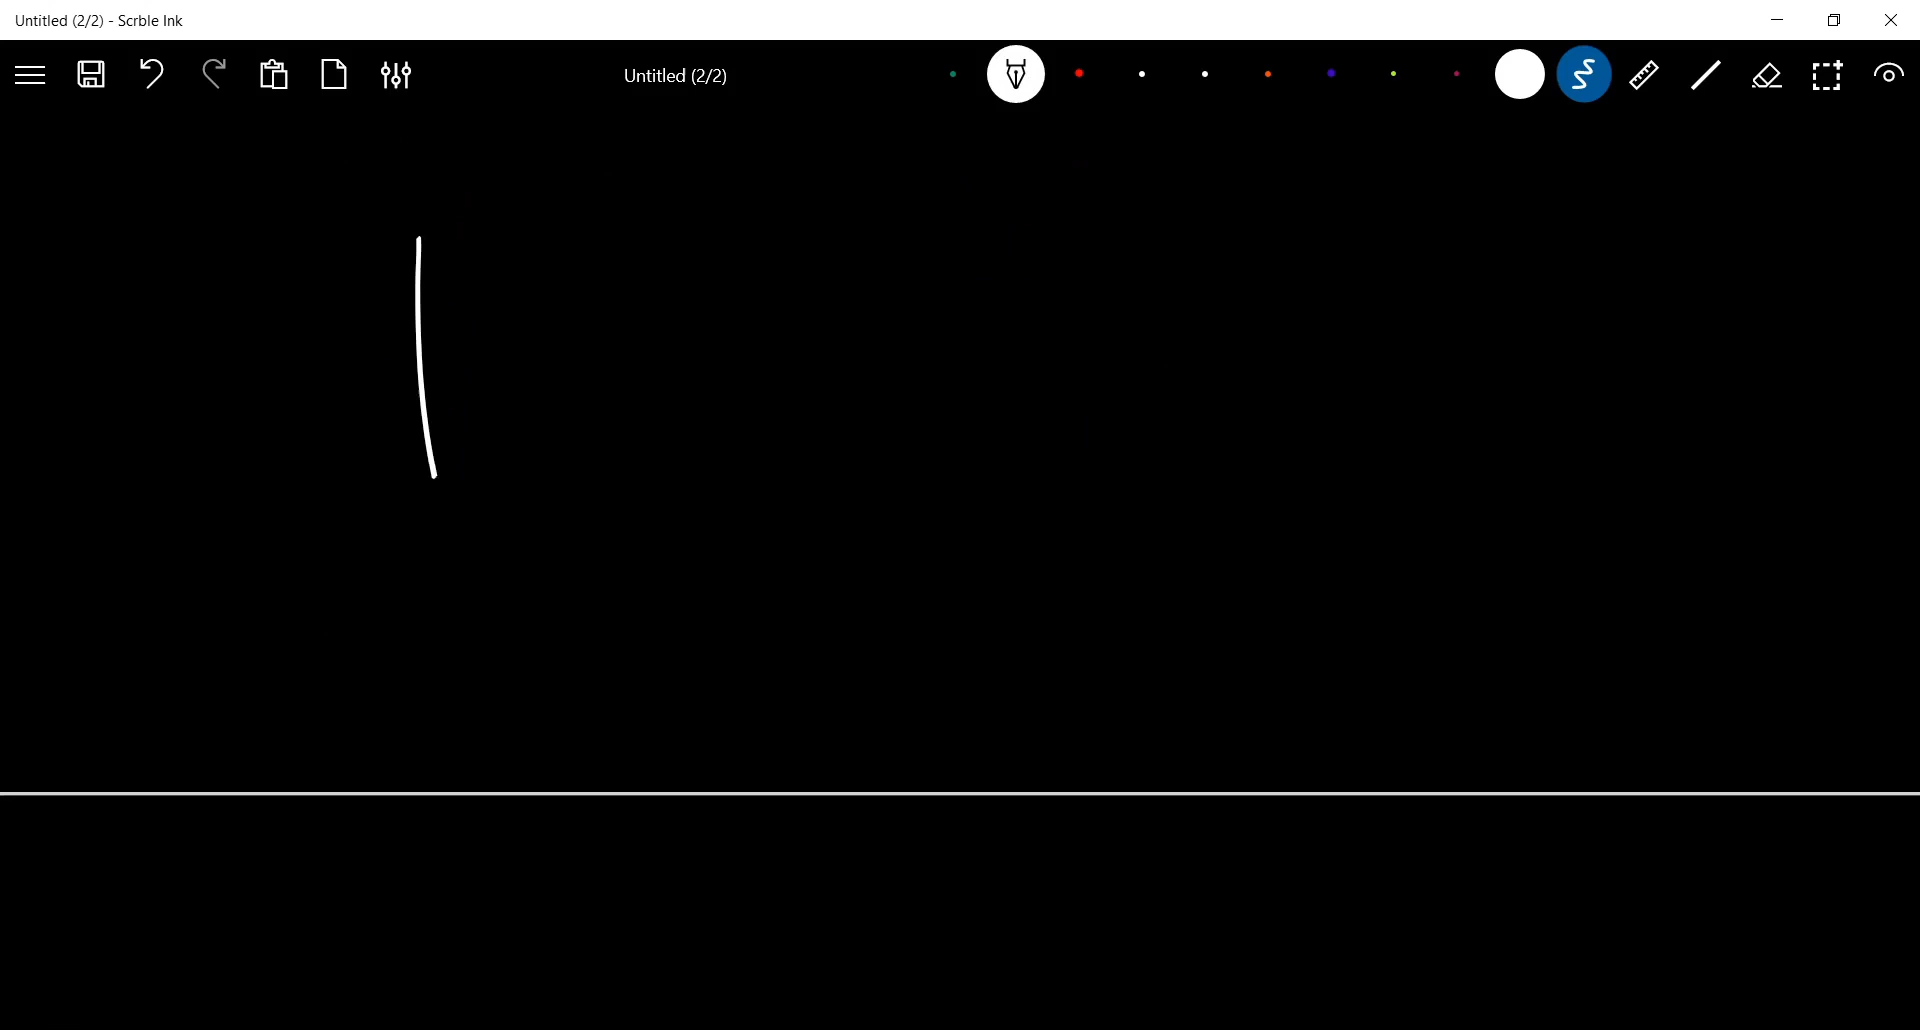 Untitled (2/2) - Scrble Ink
Untitled (2/2)